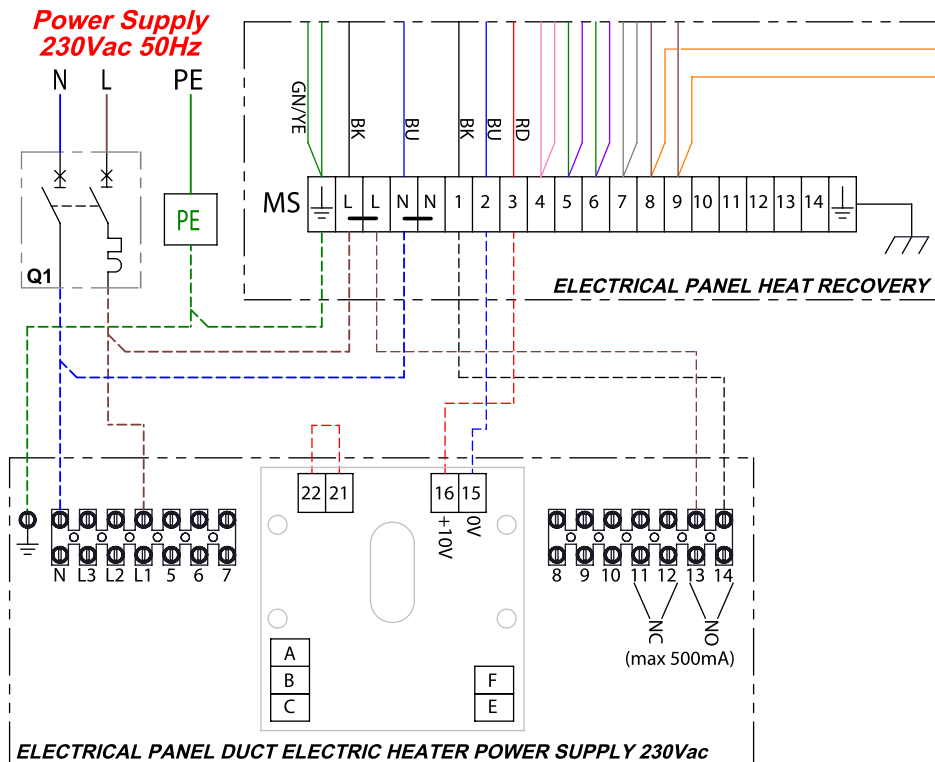 Power Supply
230Vac 50Hz
N L PE
GN/YE BK BU BK BU RD
MS L L N N 1 2 3 4 5 6 7 8 9 10 11 12 13 14
PE
Q1
ELECTRICAL PANEL HEAT RECOVERY
22 21 16 15
+10V 0V
N L3 L2 L1 5 6 7
8 9 10 11 12 13 14
NC NO
(max 500mA)
A
B
C
F
E
ELECTRICAL PANEL DUCT ELECTRIC HEATER POWER SUPPLY 230Vac